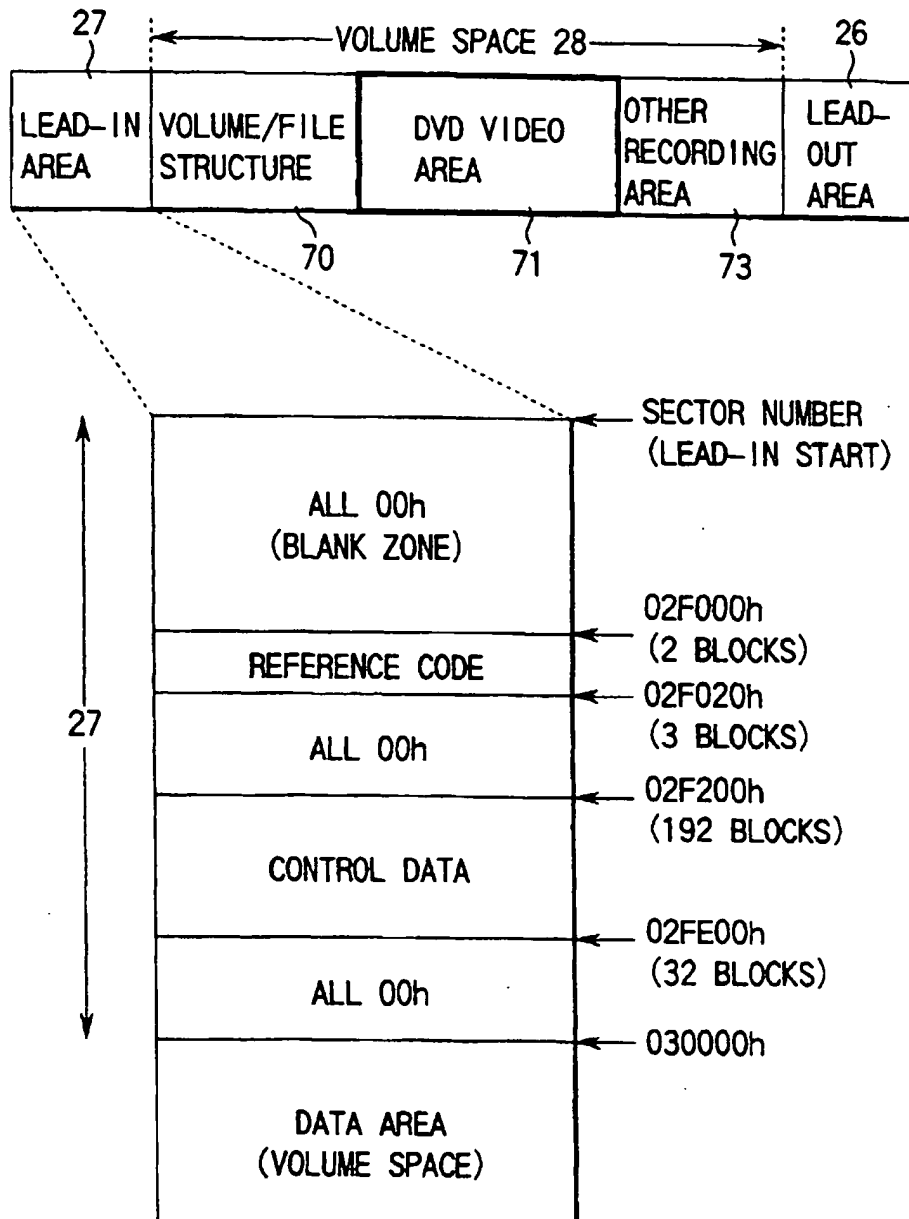 27
VOLUME SPACE 28
26
LEAD-IN
AREA
VOLUME/FILE
STRUCTURE
DVD VIDEO
AREA
OTHER
RECORDING
AREA
LEAD-
OUT
AREA
70
71
73
SECTOR NUMBER
(LEAD-IN START)
ALL 00h
(BLANK ZONE)
02F000h
(2 BLOCKS)
REFERENCE CODE
02F020h
(3 BLOCKS)
27
ALL 00h
02F200h
(192 BLOCKS)
CONTROL DATA
02FE00h
(32 BLOCKS)
ALL 00h
030000h
DATA AREA
(VOLUME SPACE)